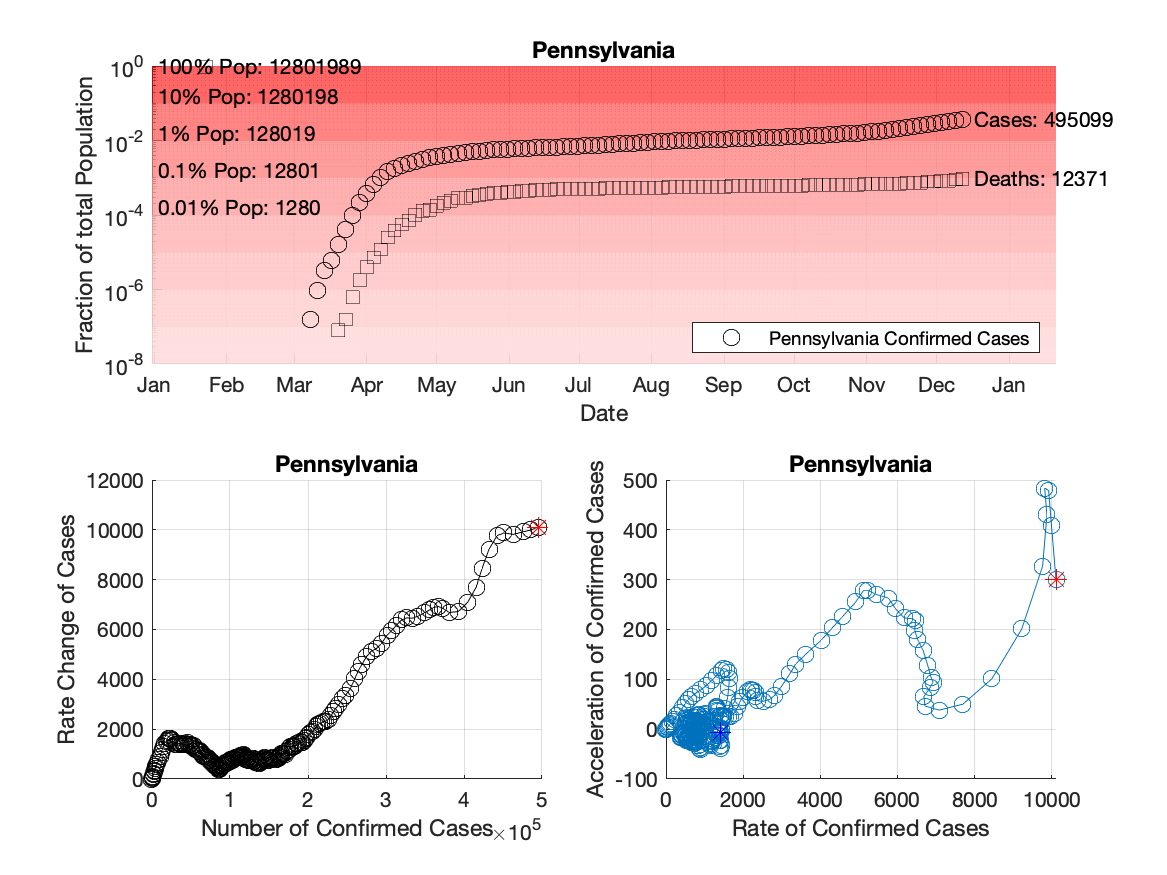 Pennsylvania
Fraction of total Population
10^0
10^-2
10^-4
10^-6
10^-8
100% Pop: 12801989
10% Pop: 1280198
1% Pop: 128019
0.1% Pop: 12801
0.01% Pop: 1280
Cases: 495099
Deaths: 12371
Pennsylvania Confirmed Cases
Jan Feb Mar Apr May Jun Jul Aug Sep Oct Nov Dec Jan
Date
Pennsylvania
Rate Change of Cases
12000
10000
8000
6000
4000
2000
0
0 1 2 3 4 5
Number of Confirmed Cases
×10^5
Pennsylvania
Acceleration of Confirmed Cases
500
400
300
200
100
0
-100
0 2000 4000 6000 8000 10000
Rate of Confirmed Cases